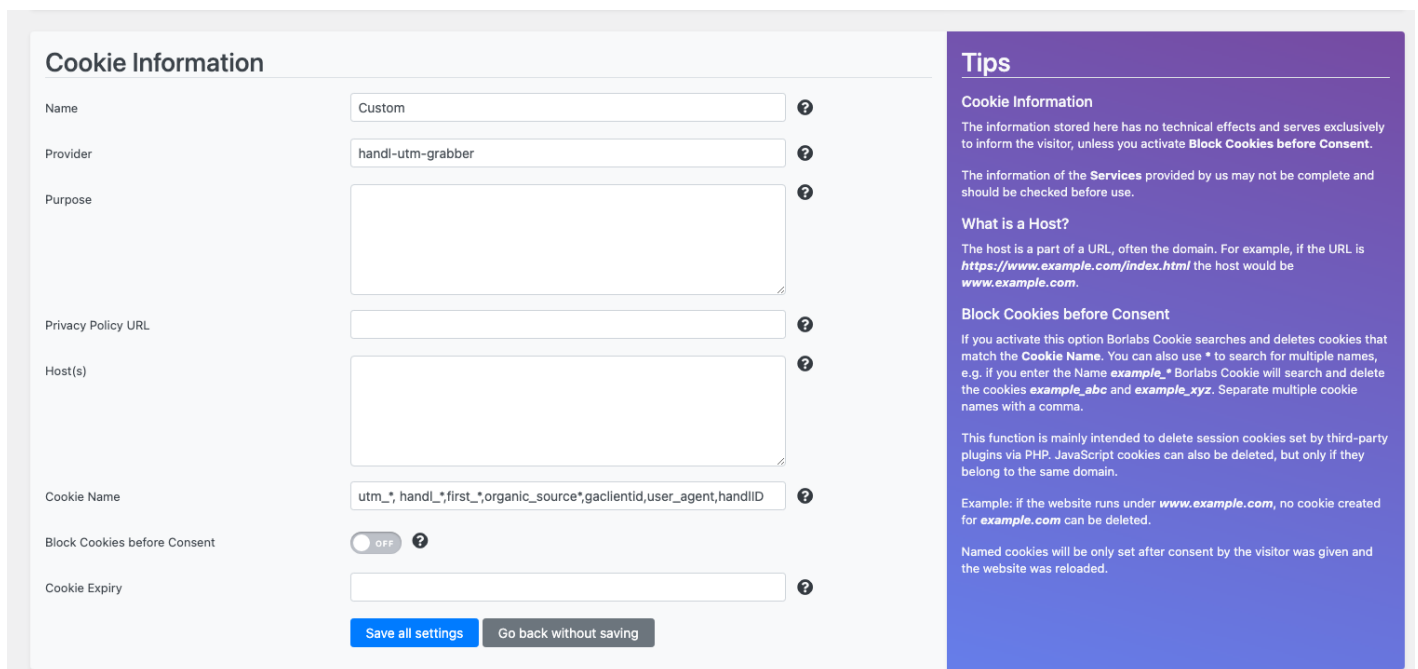 Cookie Information
Name
Custom
Provider
handl-utm-grabber
Purpose
Privacy Policy URL
Host(s)
Cookie Name
utm_*, handl_*,first_*,organic_source*,gaclientid,user_agent,handlID
Block Cookies before Consent
OFF
Cookie Expiry
Save all settings
Go back without saving
Tips
Cookie Information
The information stored here has no technical effects and serves exclusively
to inform the visitor, unless you activate Block Cookies before Consent.
The information of the Services provided by us may not be complete and
should be checked before use.
What is a Host?
The host is a part of a URL, often the domain. For example, if the URL is
https://www.example.com/index.html the host would be
www.example.com.
Block Cookies before Consent
If you activate this option Borlabs Cookie searches and deletes cookies that
match the Cookie Name. You can also use * to search for multiple names,
e.g. if you enter the Name example_* Borlabs Cookie will search and delete
the cookies example_abc and example_xyz. Separate multiple cookie
names with a comma.
This function is mainly intended to delete session cookies set by third-party
plugins via PHP. JavaScript cookies can also be deleted, but only if they
belong to the same domain.
Example: if the website runs under www.example.com, no cookie created
for example.com can be deleted.
Named cookies will be only set after consent by the visitor was given and
the website was reloaded.